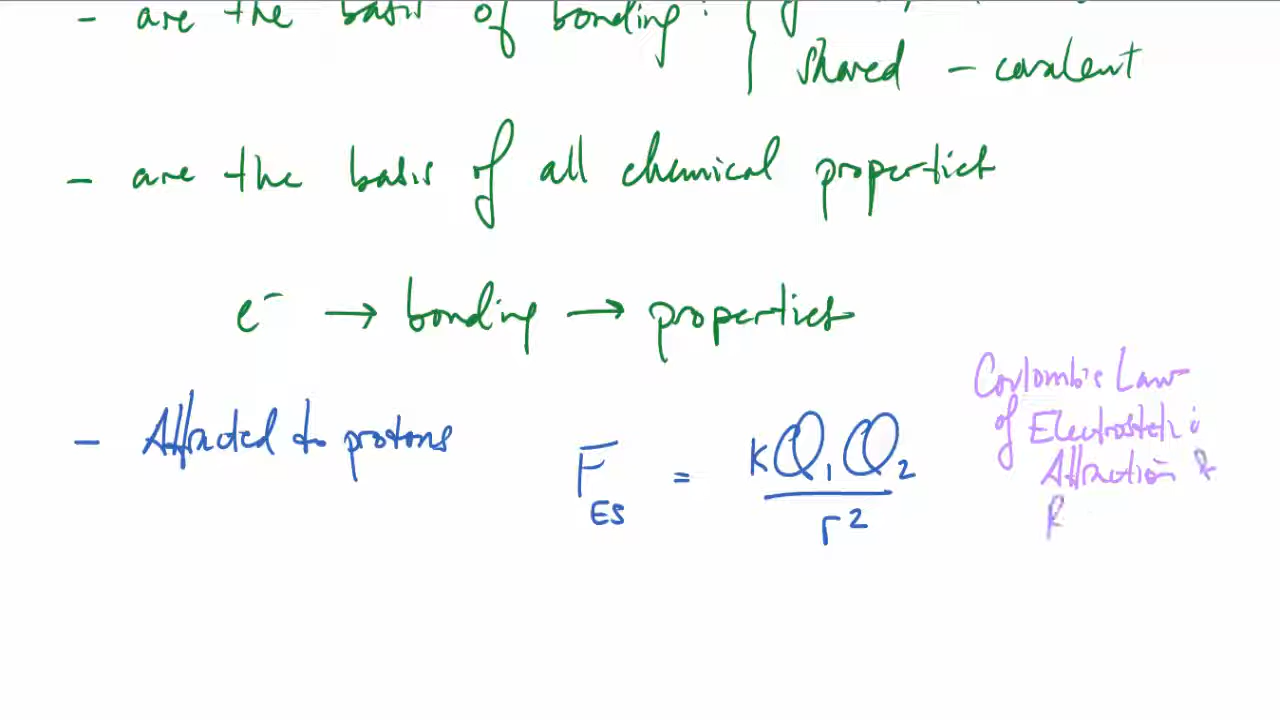 - are the basis of bonding:
shared - covalent
- are the basis of all chemical properties
e⁻ → bonding → properties
- Attracted to protons
F_ES = KQ₁Q₂ / r²
Coulombic Law
of Electrostatic
Attraction &
R